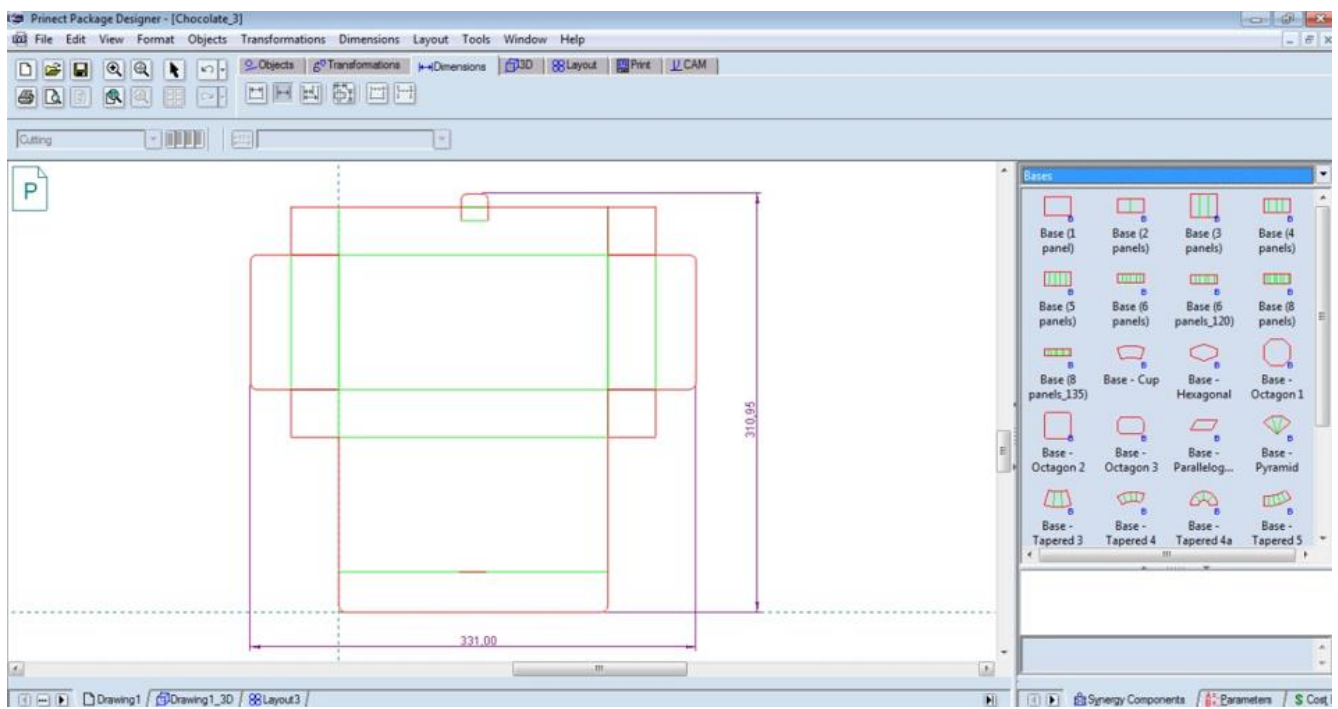 Prinect Package Designer - [Chocolate_3]
File Edit View Format Objects Transformations Dimensions Layout Tools Window Help
Objects Transformations Dimensions 3D Layout Print CAM
Cutting
P
310,95
331,00
Bases
Base (1 panel) Base (2 panels) Base (3 panels) Base (4 panels)
Base (5 panels) Base (6 panels) Base (6 panels_120) Base (8 panels)
Base (8 panels_135) Base - Cup Base - Hexagonal Base - Octagon 1
Base - Octagon 2 Base - Octagon 3 Base - Parallelog... Base - Pyramid
Base - Tapered 3 Base - Tapered 4 Base - Tapered 4a Base - Tapered 5
Drawing1 Drawing1_3D Layout3
Synergy Components Parameters Cost